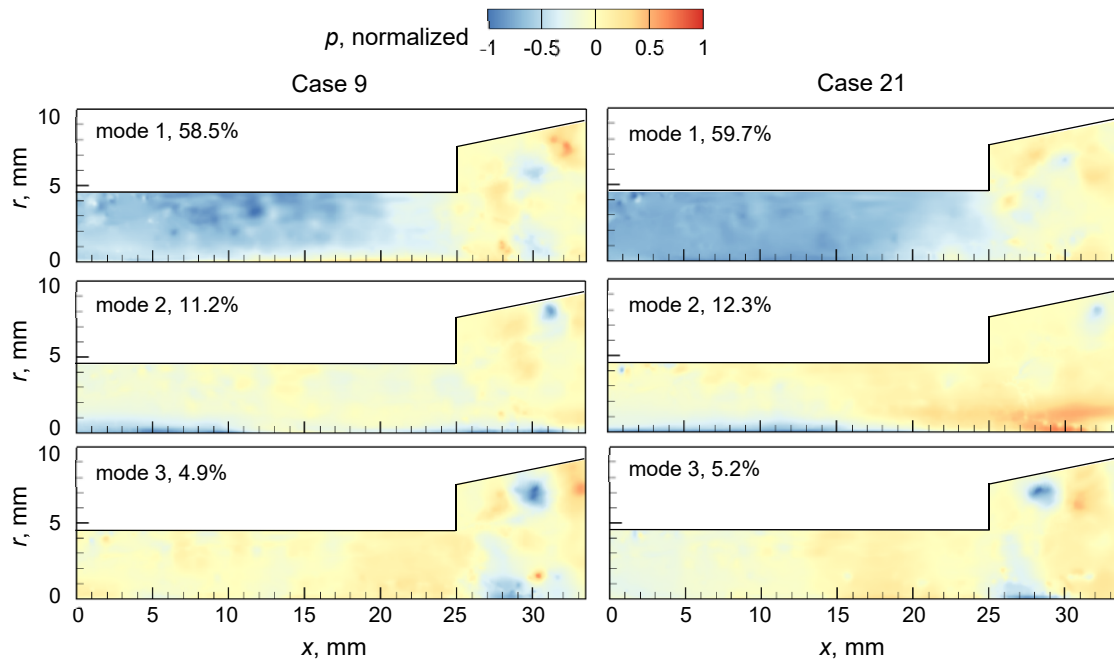 p, normalized
-1 -0.5 0 0.5 1
Case 9
Case 21
10
5
0
r, mm
mode 1, 58.5%
mode 1, 59.7%
10
5
0
r, mm
mode 2, 11.2%
mode 2, 12.3%
10
5
0
r, mm
mode 3, 4.9%
mode 3, 5.2%
0 5 10 15 20 25 30
0 5 10 15 20 25 30
x, mm
x, mm